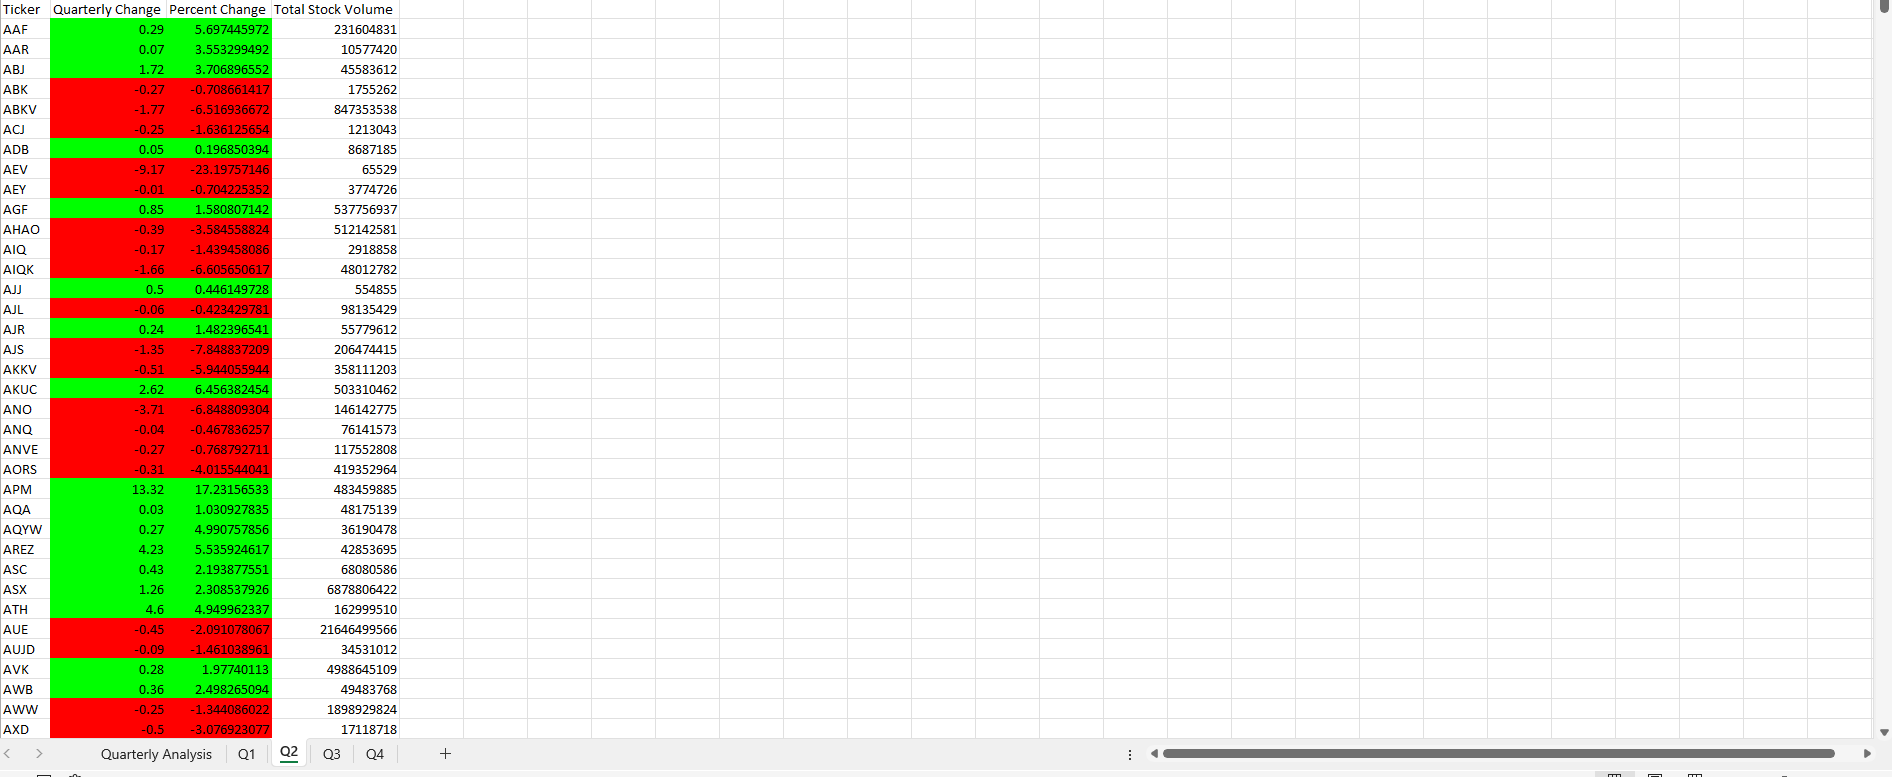 Ticker Quarterly Change Percent Change Total Stock Volume
AAF 0.29 5.697445972 231604831
AAR 0.07 3.553299492 10577420
ABJ 1.72 3.706896552 45583612
ABK -0.27 -0.708661417 1755262
ABKV -1.77 -6.516936672 847353538
ACJ -0.25 -1.636125654 1213043
ADB 0.05 0.196850394 8687185
AEV -9.17 -23.19757146 65529
AEY -0.01 -0.704225352 3774726
AGF 0.85 1.580807142 537756937
AHAO -0.39 -3.584558824 512142581
AIQ -0.17 -1.439458086 2918858
AIQK -1.66 -6.605650617 48012782
AJJ 0.5 0.446149728 554855
AJL -0.06 -0.423429781 98135429
AJR 0.24 1.482396541 55779612
AJS -1.35 -7.848837209 206474415
AKKV -0.51 -5.944055944 358111203
AKUC 2.62 6.456382454 503310462
ANO -3.71 -6.848809304 146142775
ANQ -0.04 -0.467836257 76141573
ANVE -0.27 -0.768792711 117552808
AORS -0.31 -4.015544041 419352964
APM 13.32 17.23156533 483459885
AQA 0.03 1.030927835 48175139
AQYW 0.27 4.990757856 36190478
AREZ 4.23 5.535924617 42853695
ASC 0.43 2.193877551 68080586
ASX 1.26 2.308537926 6878806422
ATH 4.6 4.949962337 162999510
AUE -0.45 -2.091078067 21646499566
AUJD -0.09 -1.461038961 34531012
AVK 0.28 1.97740113 4988645109
AWB 0.36 2.498265094 49483768
AWW -0.25 -1.344086022 1898929824
AXD -0.5 -3.076923077 17118718
Quarterly Analysis Q1 Q2 Q3 Q4 +